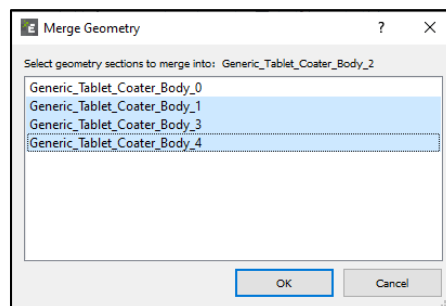 Merge Geometry
Select geometry sections to merge into: Generic_Tablet_Coater_Body_2
Generic_Tablet_Coater_Body_0
Generic_Tablet_Coater_Body_1
Generic_Tablet_Coater_Body_3
Generic_Tablet_Coater_Body_4
OK Cancel